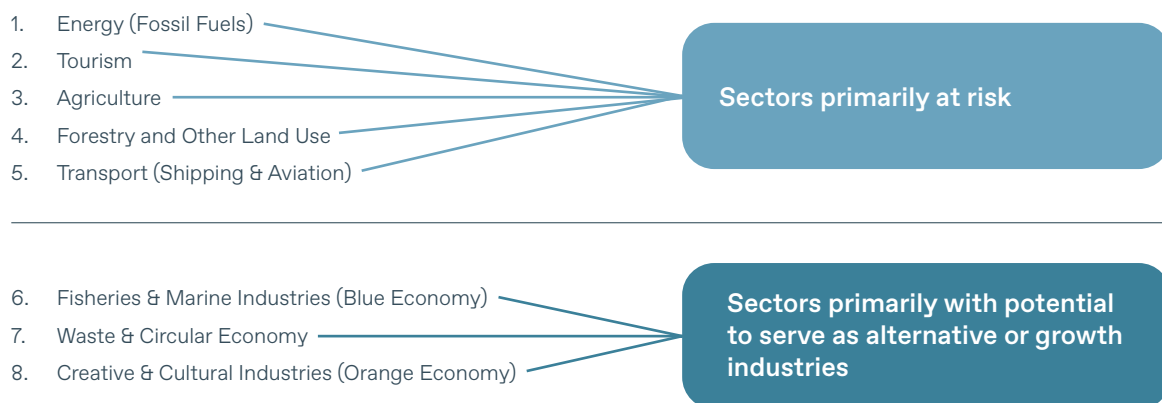 1. Energy (Fossil Fuels)
2. Tourism
3. Agriculture
4. Forestry and Other Land Use
5. Transport (Shipping & Aviation)
Sectors primarily at risk
6. Fisheries & Marine Industries (Blue Economy)
7. Waste & Circular Economy
8. Creative & Cultural Industries (Orange Economy)
Sectors primarily with potential
to serve as alternative or growth
industries